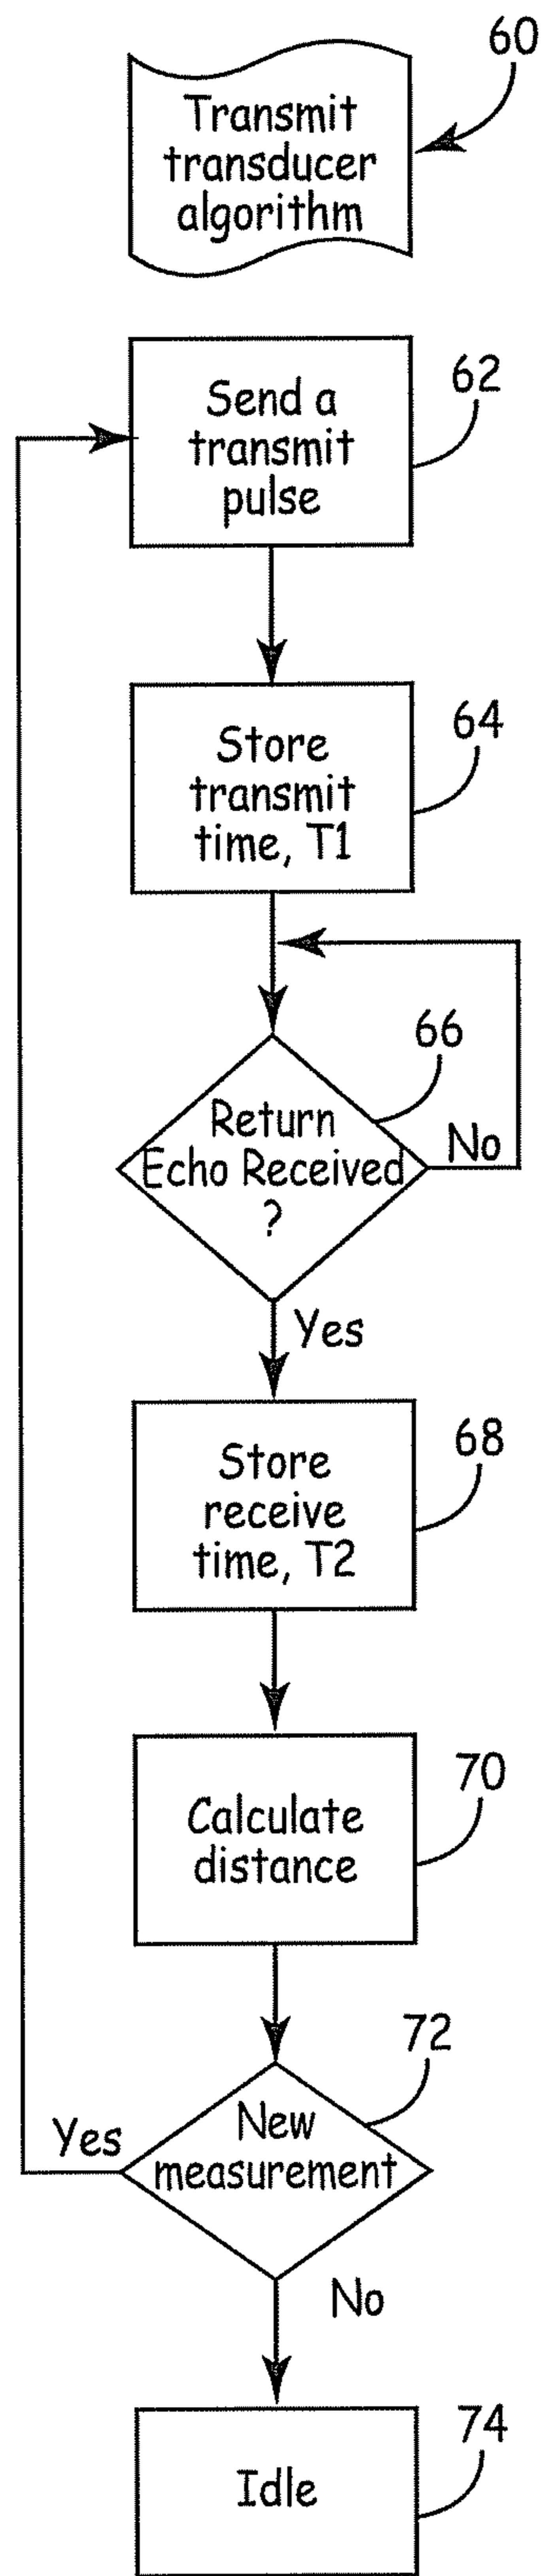 60
Transmit
transducer
algorithm
62
Send a
transmit
pulse
64
Store
transmit
time, T1
66
Return
Echo Received
?
No
Yes
68
Store
receive
time, T2
70
Calculate
distance
72
New
measurement
Yes
No
74
Idle